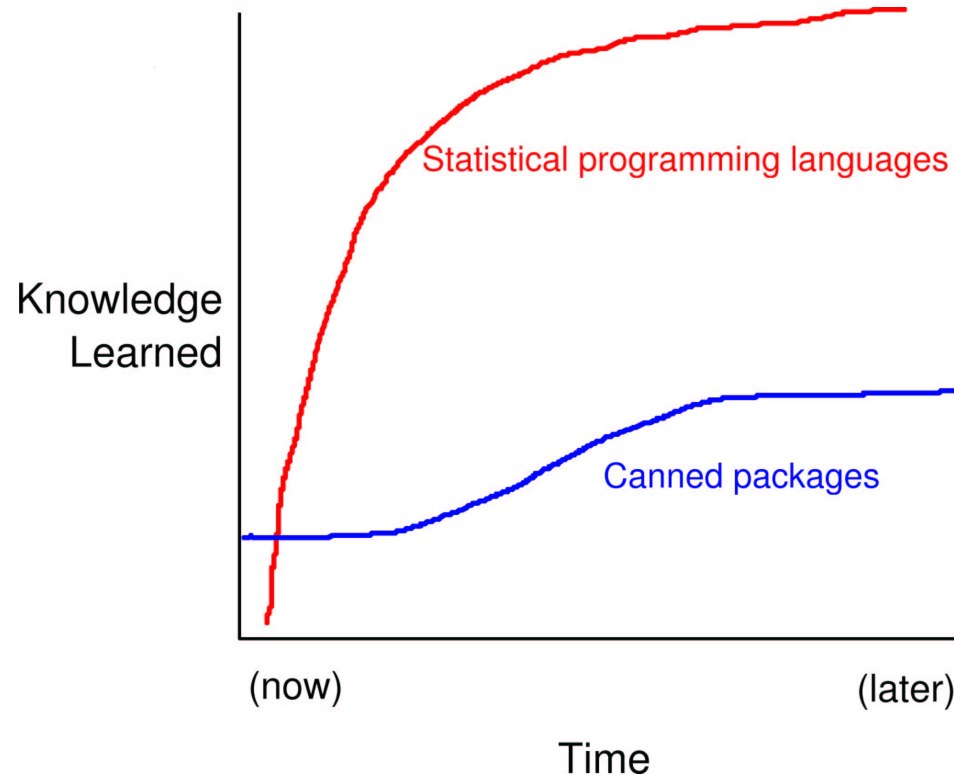 Statistical programming languages
Knowledge
Learned
Canned packages
(now)
(later)
Time